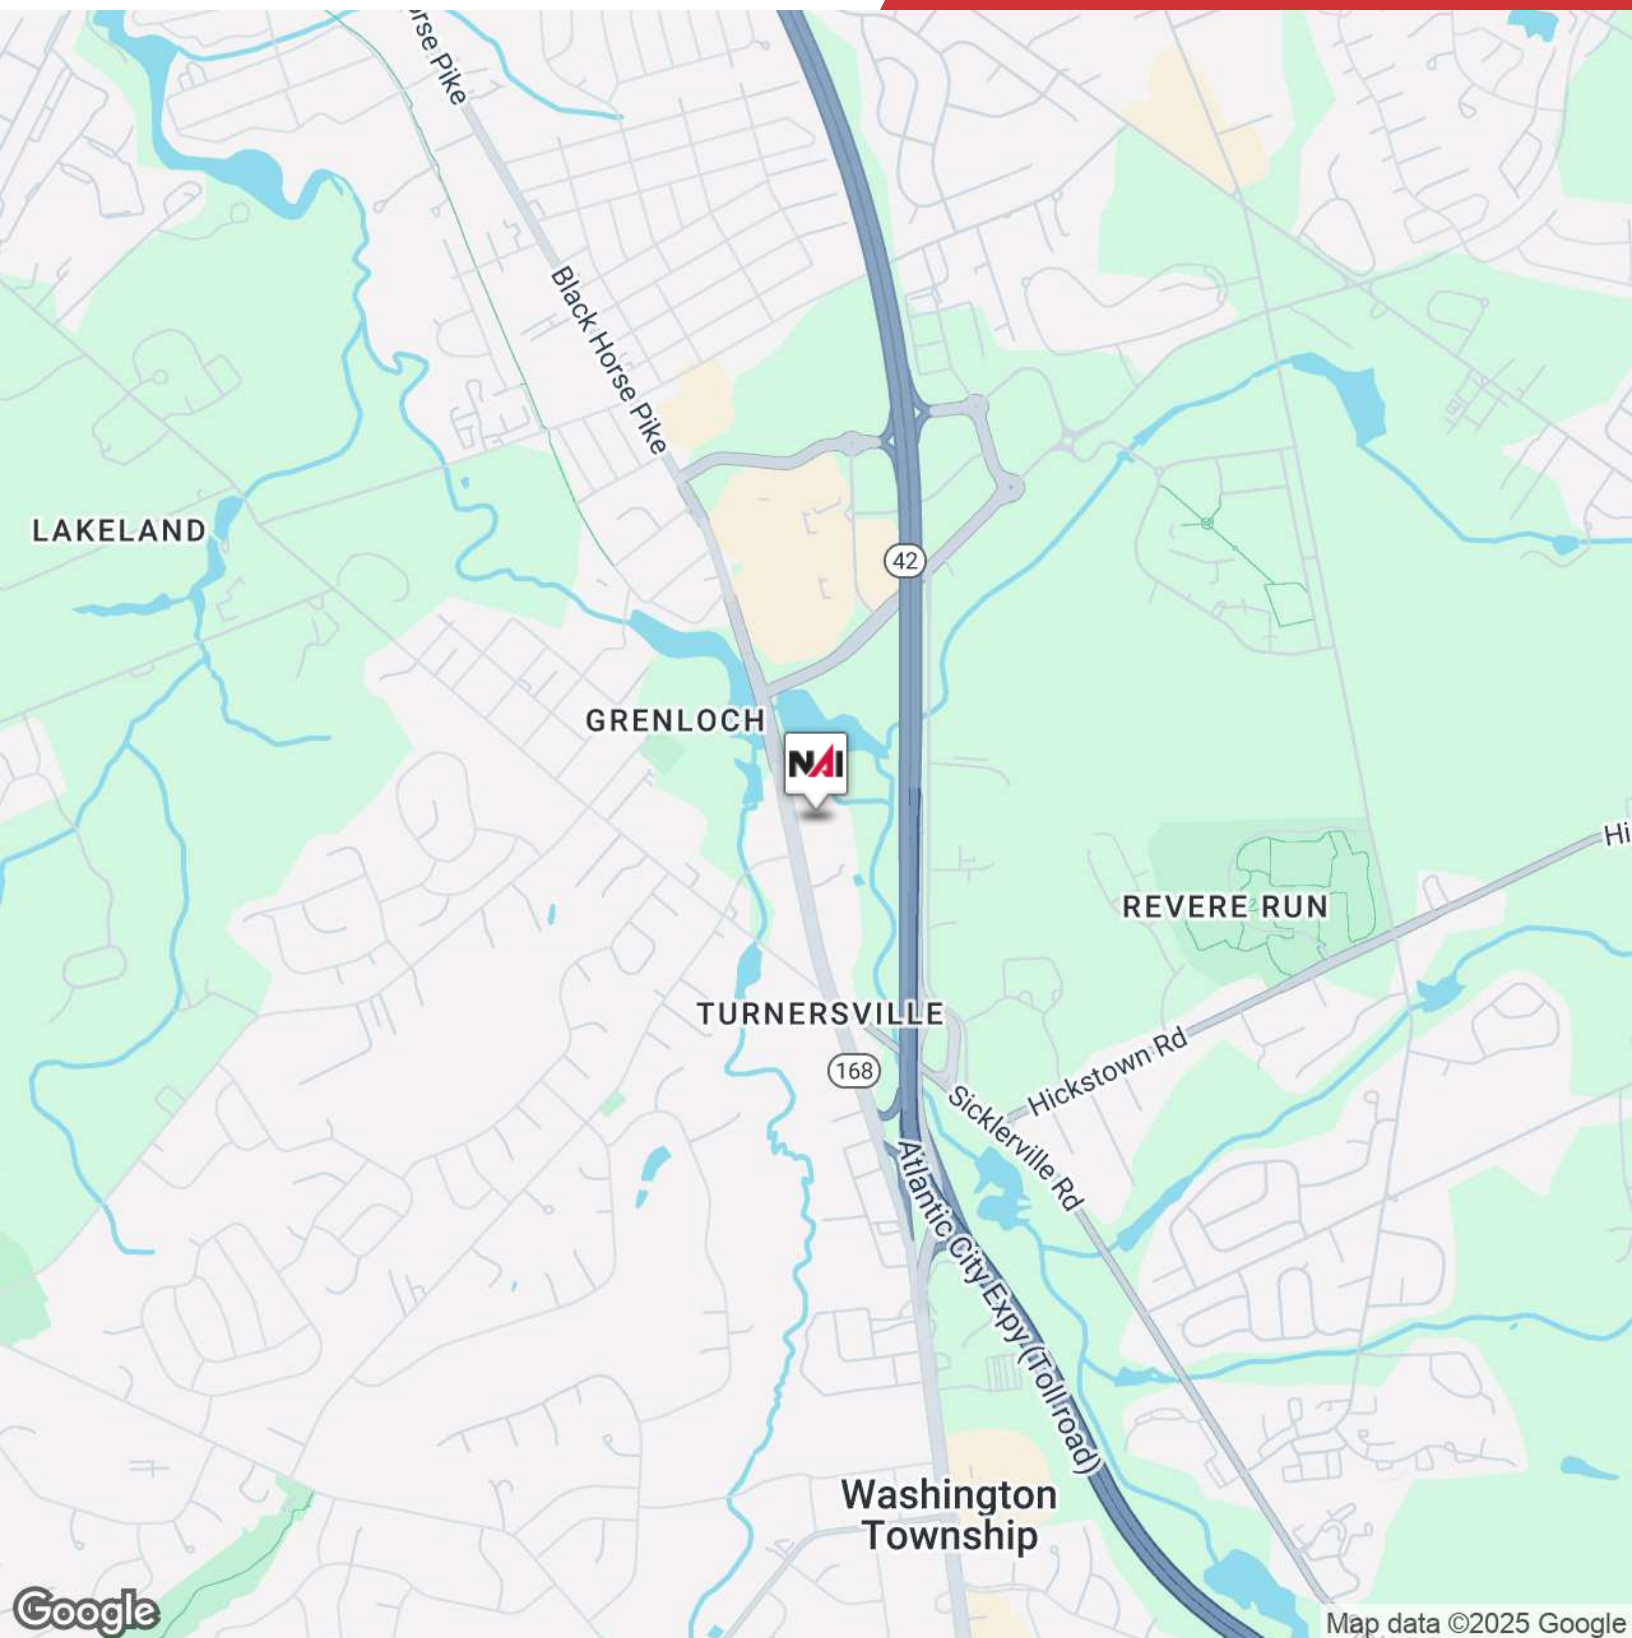 orse Pike
Black Horse Pike
42
LAKELAND
GRENLOCH
NAI
Hi
REVERE RUN
TURNERSVILLE
168
Hickstown Rd
Sicklerville Rd
Atlantic City Expy (Toll road)
Washington
Township
Google
Map data ©2025 Google